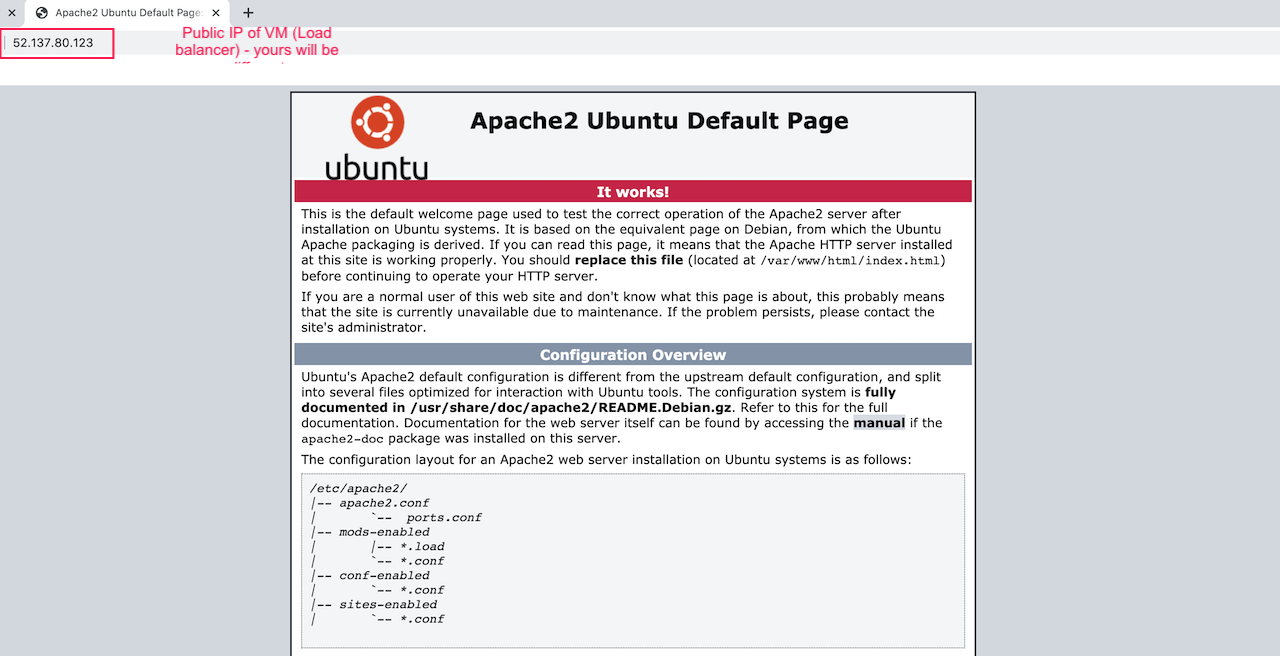 Apache2 Ubuntu Default Page:
52.137.80.123
Public IP of VM (Load
balancer) - yours will be
ubuntu
Apache2 Ubuntu Default Page
It works!
This is the default welcome page used to test the correct operation of the Apache2 server after
installation on Ubuntu systems. It is based on the equivalent page on Debian, from which the Ubuntu
Apache packaging is derived. If you can read this page, it means that the Apache HTTP server installed
at this site is working properly. You should replace this file (located at /var/www/html/index.html)
before continuing to operate your HTTP server.
If you are a normal user of this web site and don't know what this page is about, this probably means
that the site is currently unavailable due to maintenance. If the problem persists, please contact the
site's administrator.
Configuration Overview
Ubuntu's Apache2 default configuration is different from the upstream default configuration, and split
into several files optimized for interaction with Ubuntu tools. The configuration system is fully
documented in /usr/share/doc/apache2/README.Debian.gz. Refer to this for the full
documentation. Documentation for the web server itself can be found by accessing the manual if the
apache2-doc package was installed on this server.
The configuration layout for an Apache2 web server installation on Ubuntu systems is as follows:
/etc/apache2/
|-- apache2.conf
|       `--  ports.conf
|-- mods-enabled
|       |-- *.load
|       `-- *.conf
|-- conf-enabled
|       `-- *.conf
|-- sites-enabled
|       `-- *.conf